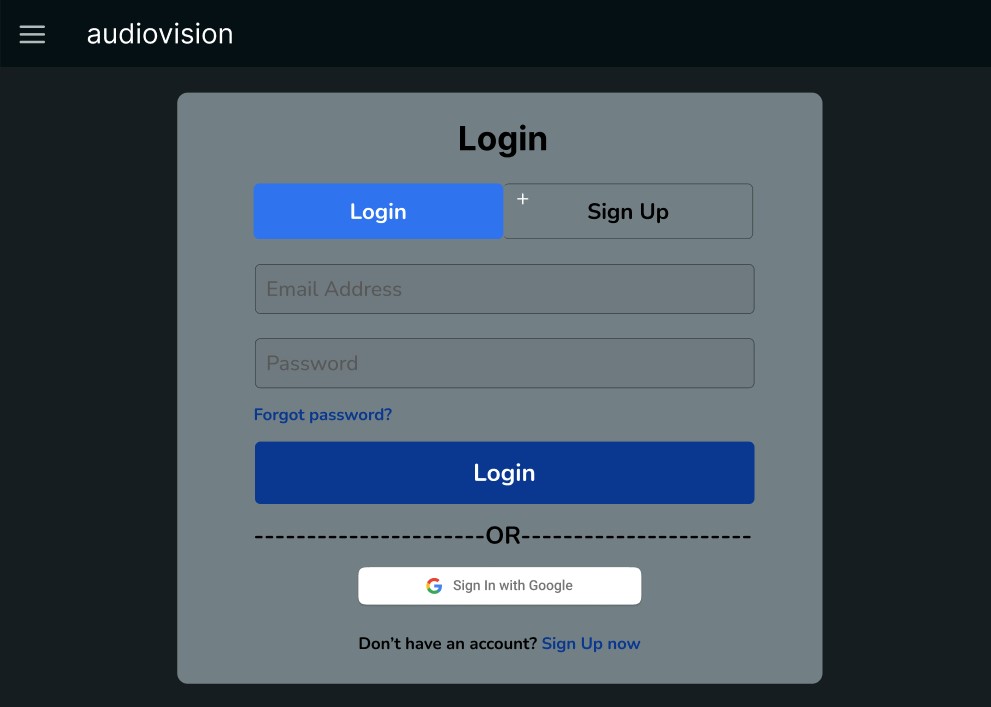 audiovision
Login
Login
Sign Up
Email Address
Password
Forgot password?
Login
----------------------OR----------------------
Sign In with Google
Don't have an account? Sign Up now